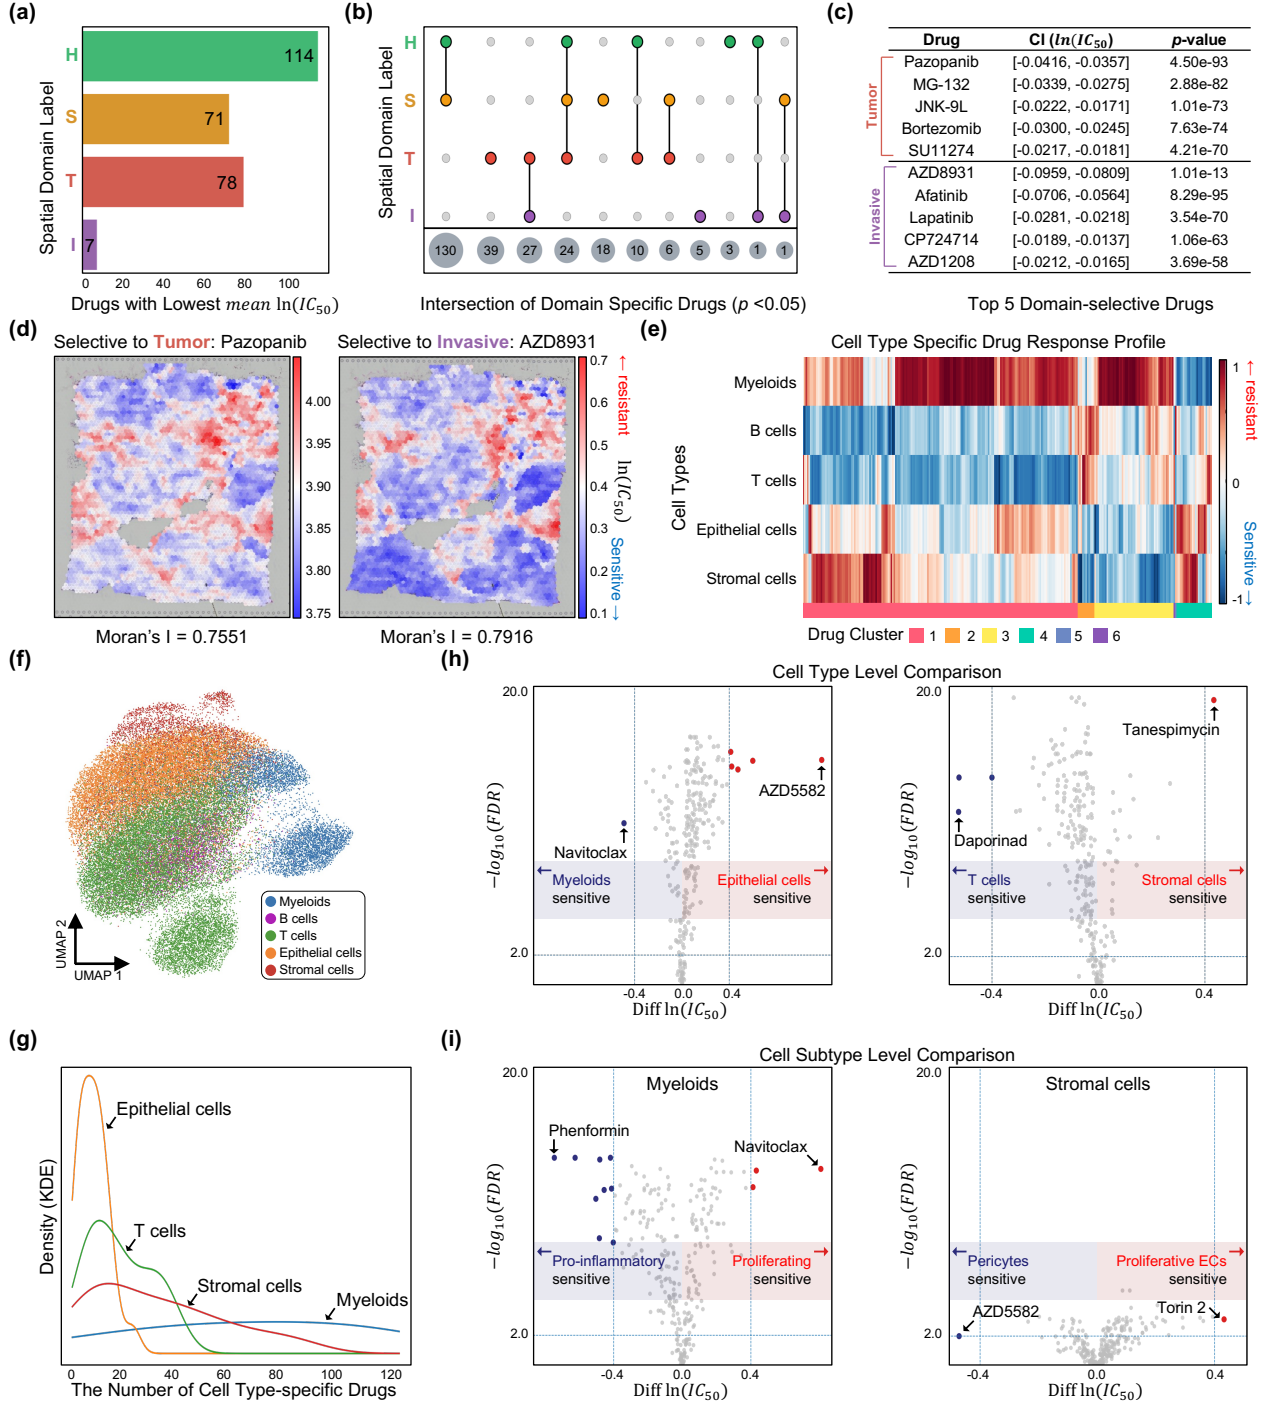 (a)
Spatial Domain Label
H
114
S
71
T
78
I
7
0 20 40 60 80 100
Drugs with Lowest mean ln(IC50)
(b)
Spatial Domain Label
H
S
T
I
130 39 27 24 18 10 6 5 3 1 1
Intersection of Domain Specific Drugs (p <0.05)
(c)
Drug CI (ln(IC50) p-value
Tumor
Pazopanib [-0.0416, -0.0357] 4.50e-93
MG-132 [-0.0339, -0.0275] 2.88e-82
JNK-9L [-0.0222, -0.0171] 1.01e-73
Bortezomib [-0.0300, -0.0245] 7.63e-74
SU11274 [-0.0217, -0.0181] 4.21e-70
Invasive
AZD8931 [-0.0959, -0.0809] 1.01e-13
Afatinib [-0.0706, -0.0564] 8.29e-95
Lapatinib [-0.0281, -0.0218] 3.54e-70
CP724714 [-0.0189, -0.0137] 1.06e-63
AZD1208 [-0.0212, -0.0165] 3.69e-58
Top 5 Domain-selective Drugs
(d)
Selective to Tumor: Pazopanib
4.00
3.95
3.90
3.85
3.80
3.75
Moran's I = 0.7551
Selective to Invasive: AZD8931
0.7
0.6
0.5
0.4
0.3
0.2
0.1
← resistant
ln(IC50)
Sensitive→
Moran's I = 0.7916
(e)
Cell Type Specific Drug Response Profile
Cell Types
Myeloids
B cells
T cells
Epithelial cells
Stromal cells
1
0
-1
← resistant
Sensitive→
Drug Cluster 1 2 3 4 5 6
(f)
Myeloids
B cells
T cells
Epithelial cells
Stromal cells
UMAP 2
UMAP 1
(g)
Density (KDE)
Epithelial cells
T cells
Stromal cells
Myeloids
0 20 40 60 80 100 120
The Number of Cell Type-specific Drugs
(h)
Cell Type Level Comparison
20.0
−log10(FDR)
AZD5582
Navitoclax
Myeloids
sensitive
Epithelial cells
sensitive
2.0
-0.4 0.0 0.4
Diff ln(IC50)
20.0
−log10(FDR)
Tanespimycin
Daporinad
T cells
sensitive
Stromal cells
sensitive
2.0
-0.4 0.0 0.4
Diff ln(IC50)
(i)
Cell Subtype Level Comparison
20.0
−log10(FDR)
Myeloids
Phenformin
Navitoclax
Pro-inflammatory
sensitive
Proliferating
sensitive
2.0
-0.4 0.0 0.4
Diff ln(IC50)
20.0
−log10(FDR)
Stromal cells
Pericytes
sensitive
Proliferative ECs
sensitive
AZD5582
Torin 2
2.0
-0.4 0.0 0.4
Diff ln(IC50)